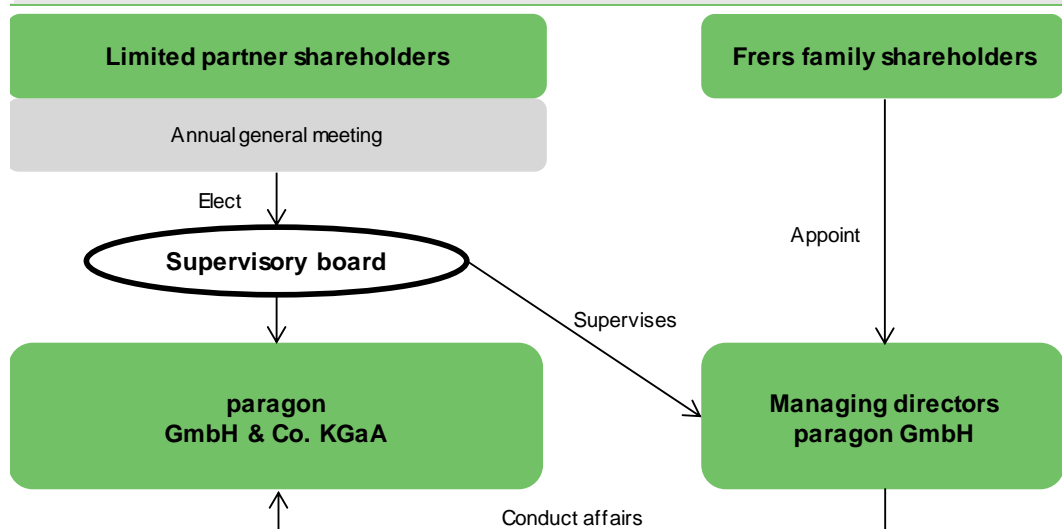 Limited partner shareholders
Frers family shareholders
Annual general meeting
Elect
Appoint
Supervisory board
Supervises
paragon
GmbH & Co. KGaA
Managing directors
paragon GmbH
Conduct affairs